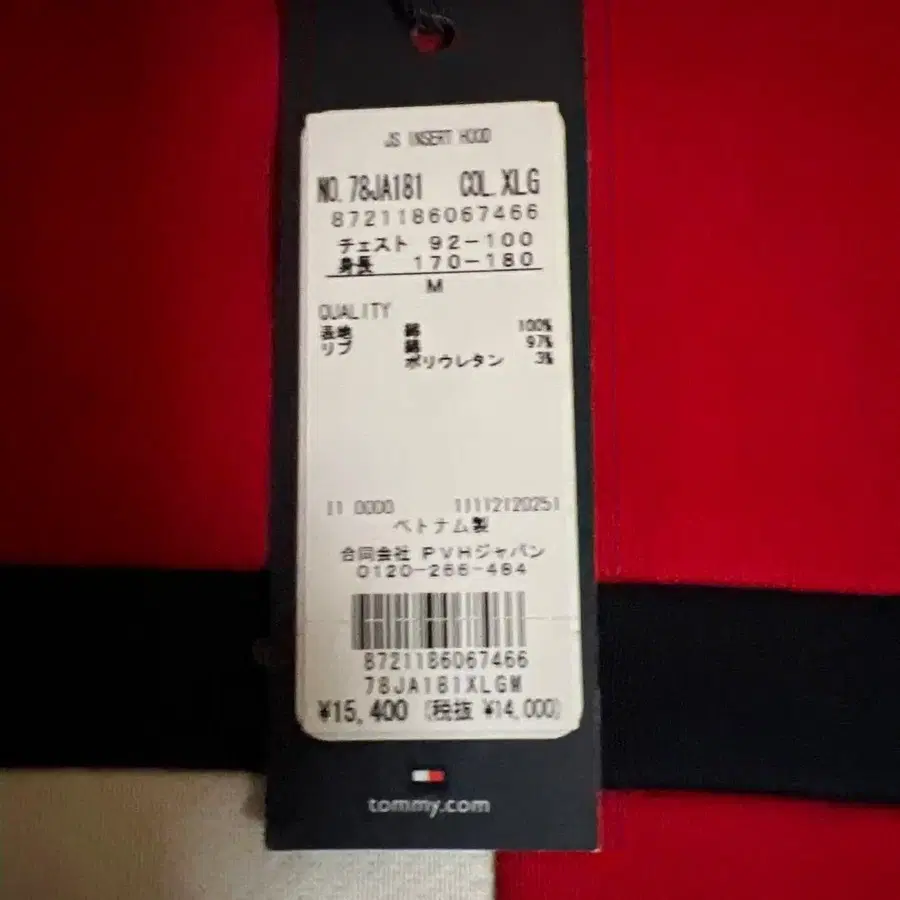 JS INSERT HOOD
NO. 78JA181 COL. XLG
8721186067466
チェスト 92-100
身長 170-180
M
QUALITY
表地 綿 100%
リブ 綿 97%
ポリウレタン 3%
11 0000 11112120251
ベトナム製
合同会社 PVHジャパン
0120-266-484
8721186067466
78JA181XLGM
¥15,400 (税抜 ¥14,000)
tommy.com